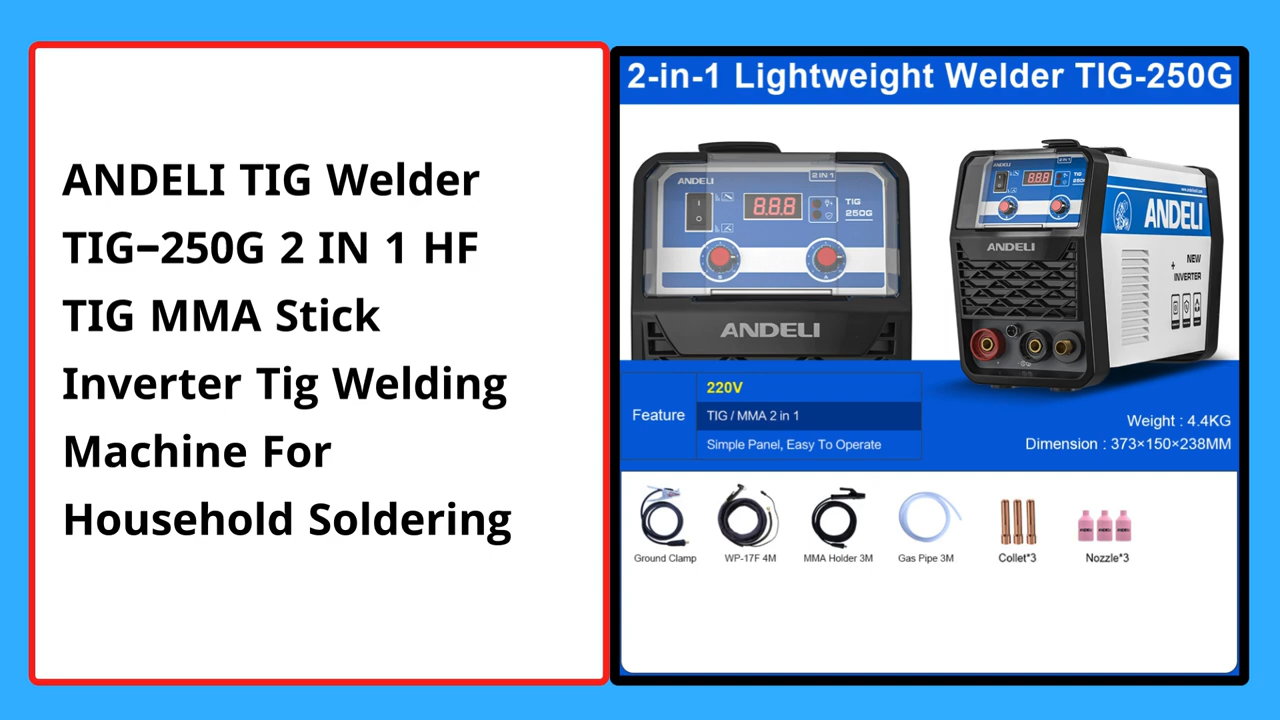 ANDELI TIG Welder
TIG-250G 2 IN 1 HF
TIG MMA Stick
Inverter Tig Welding
Machine For
Household Soldering
2-in-1 Lightweight Welder TIG-250G
ANDELI
2 IN 1
8.8.8
TIG
250G
ANDELI
ANDELI
2 IN 1
8.8.8
TIG
ANDELI
ANDELI
NEW
+ INVERTER
Feature
220V
TIG / MMA 2 in 1
Simple Panel, Easy To Operate
Weight : 4.4KG
Dimension : 373×150×238MM
Ground Clamp
WP-17F 4M
MMA Holder 3M
Gas Pipe 3M
Collet*3
Nozzle*3